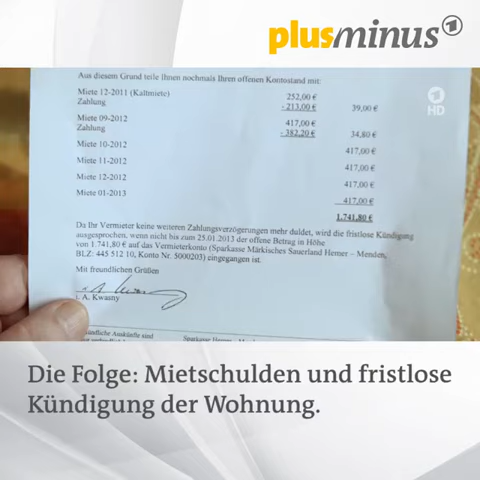 plusminus
Aus diesem Grund teile Ihnen nochmals Ihren offenen Kontostand mit:
Miete 12-2011 (Kaltmiete) 252,00 €
Zahlung - 213,00 € 39,00 €
Miete 09-2012 417,00 €
Zahlung - 382,20 € 34,80 €
Miete 10-2012 417,00 €
Miete 11-2012 417,00 €
Miete 12-2012 417,00 €
Miete 01-2013 417,00 €
1.741,80 €
Da Ihr Vermieter keine weiteren Zahlungsverzögerungen mehr duldet, wird die fristlose Kündigung
ausgesprochen, wenn nicht bis zum 25.01.2013 der offene Betrag in Höhe
von 1.741,80 € auf das Vermieterkonto (Sparkasse Märkisches Sauerland Hemer – Menden,
BLZ: 445 512 10, Konto Nr. 5000203) eingegangen ist.
Mit freundlichen Grüßen
i. A. Kwasny
Auskünfte sind
Sparkasse
1
HD
Die Folge: Mietschulden und fristlose
Kündigung der Wohnung.